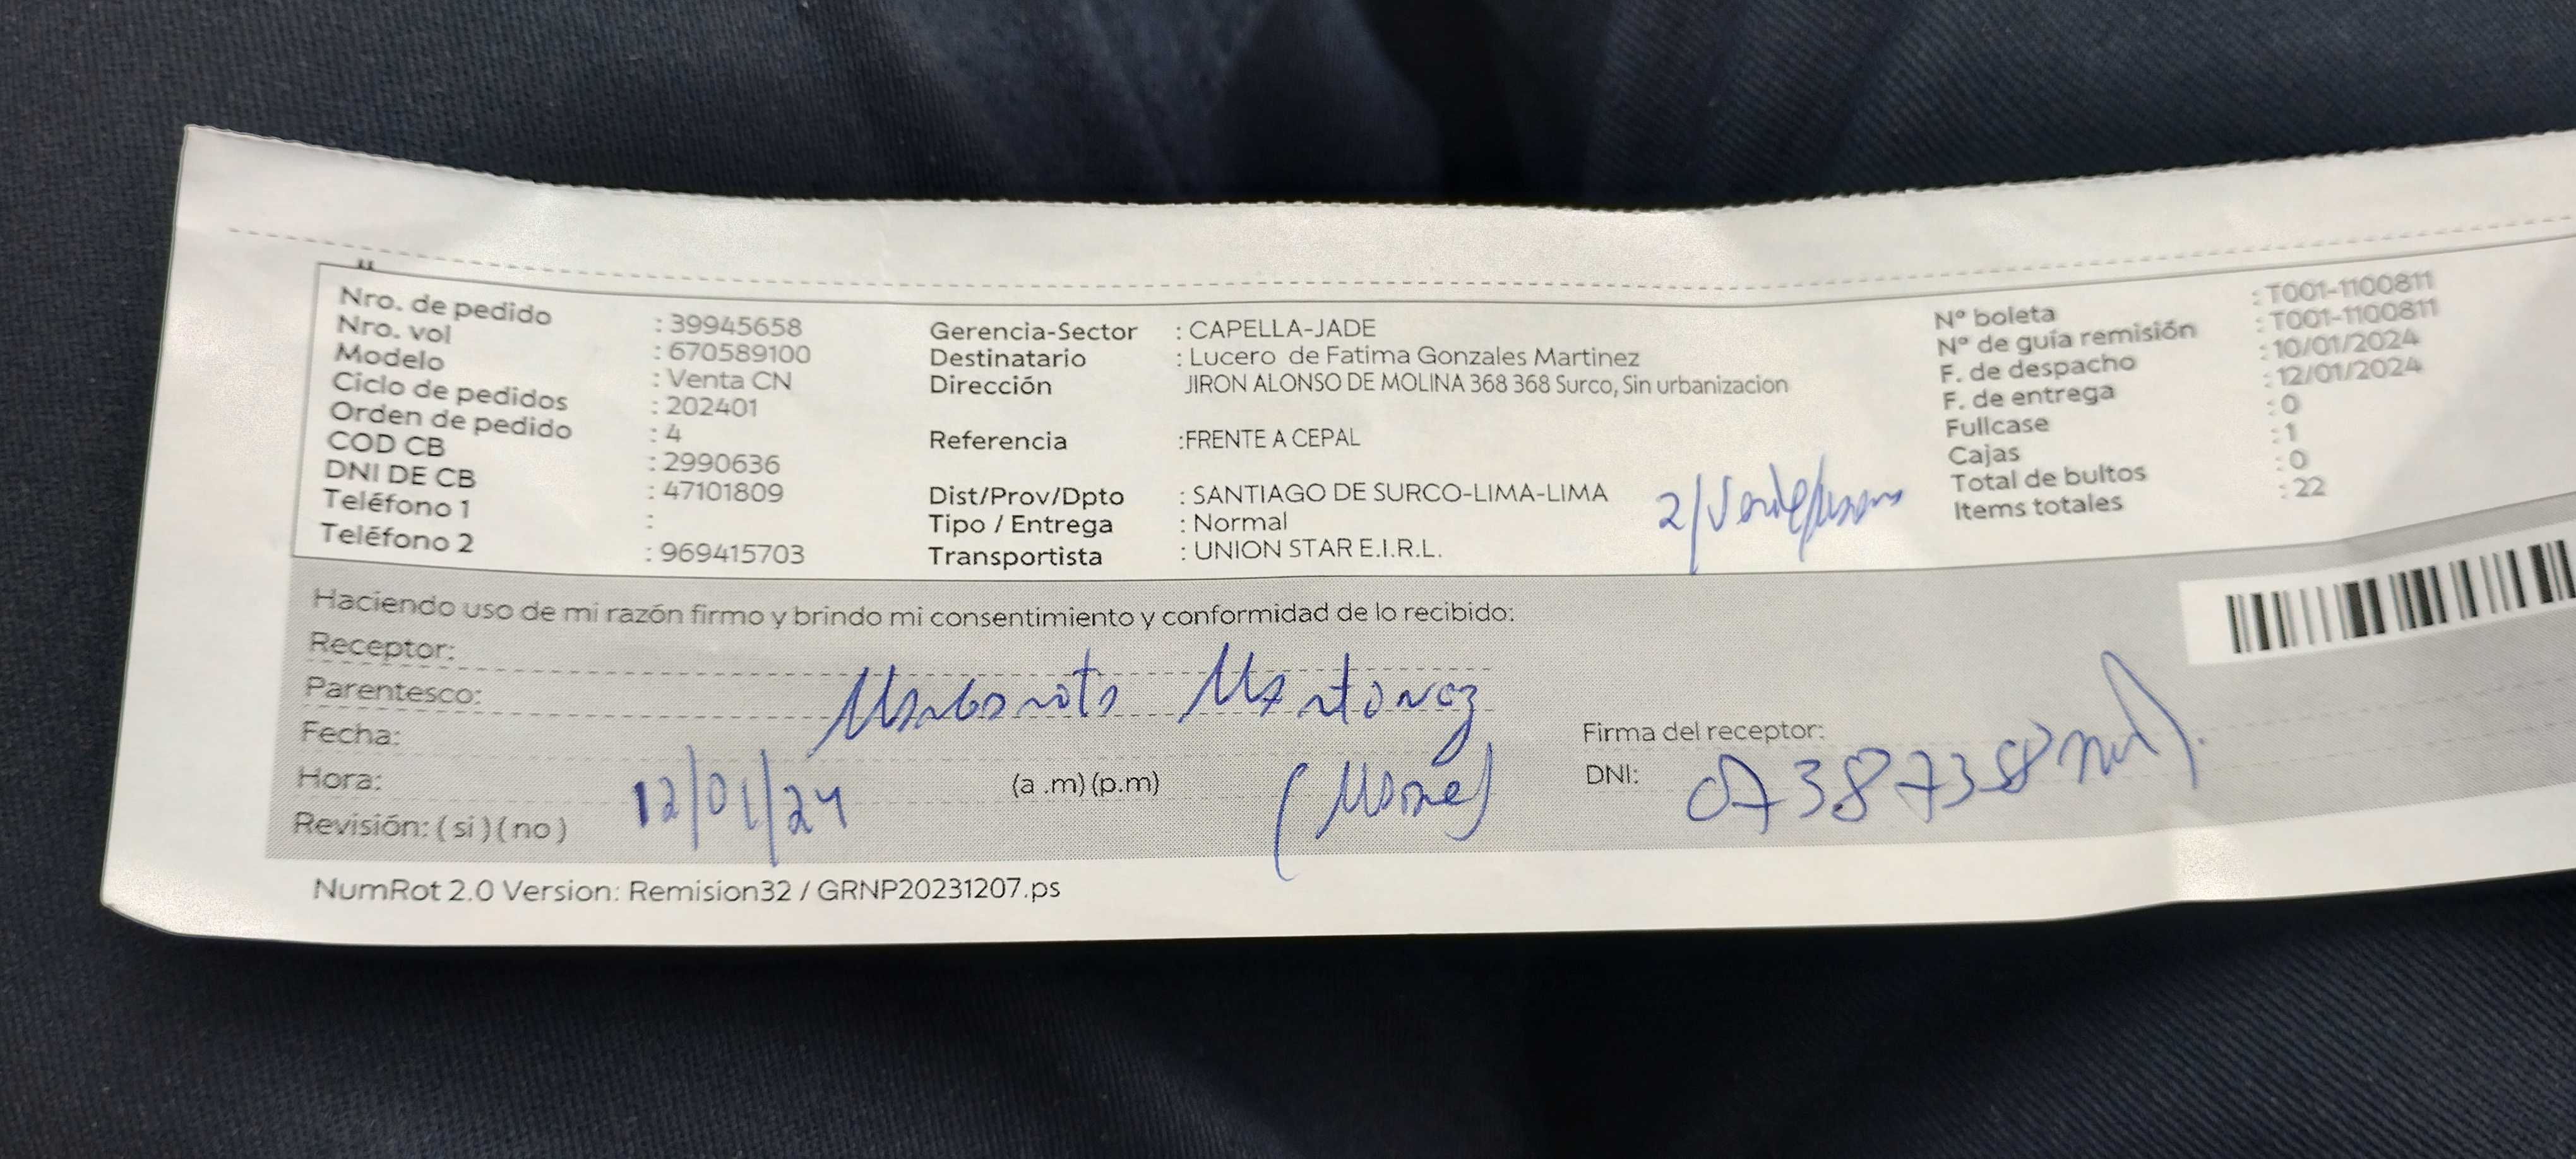 Nro. de pedido : 39945658
Nro. vol : 670589100
Modelo : Venta CN
Ciclo de pedidos : 202401
Orden de pedido : 4
COD CB : 2990636
DNI DE CB : 47101809
Teléfono 1 :
Teléfono 2 : 969415703
Gerencia-Sector : CAPELLA-JADE
Destinatario : Lucero de Fatima Gonzales Martinez
Dirección JIRON ALONSO DE MOLINA 368 368 Surco, Sin urbanizacion
Referencia :FRENTE A CEPAL
Dist/Prov/Dpto : SANTIAGO DE SURCO-LIMA-LIMA
Tipo / Entrega : Normal
Transportista : UNION STAR E.I.R.L.
2/
N° boleta : T001-1100811
N° de guía remisión : T001-1100811
F. de despacho : 10/01/2024
F. de entrega : 12/01/2024
Fullcase : 0
Cajas : 1
Total de bultos : 0
Items totales : 22
Haciendo uso de mi razón firmo y brindo mi consentimiento y conformidad de lo recibido:
Receptor:
Parentesco:
Martinez
Fecha:
Hora: (a .m) (p.m)
12/01/24
Revisión: ( si ) ( no )
Firma del receptor:
DNI: 07387358
NumRot 2.0 Version: Remision32 / GRNP20231207.ps